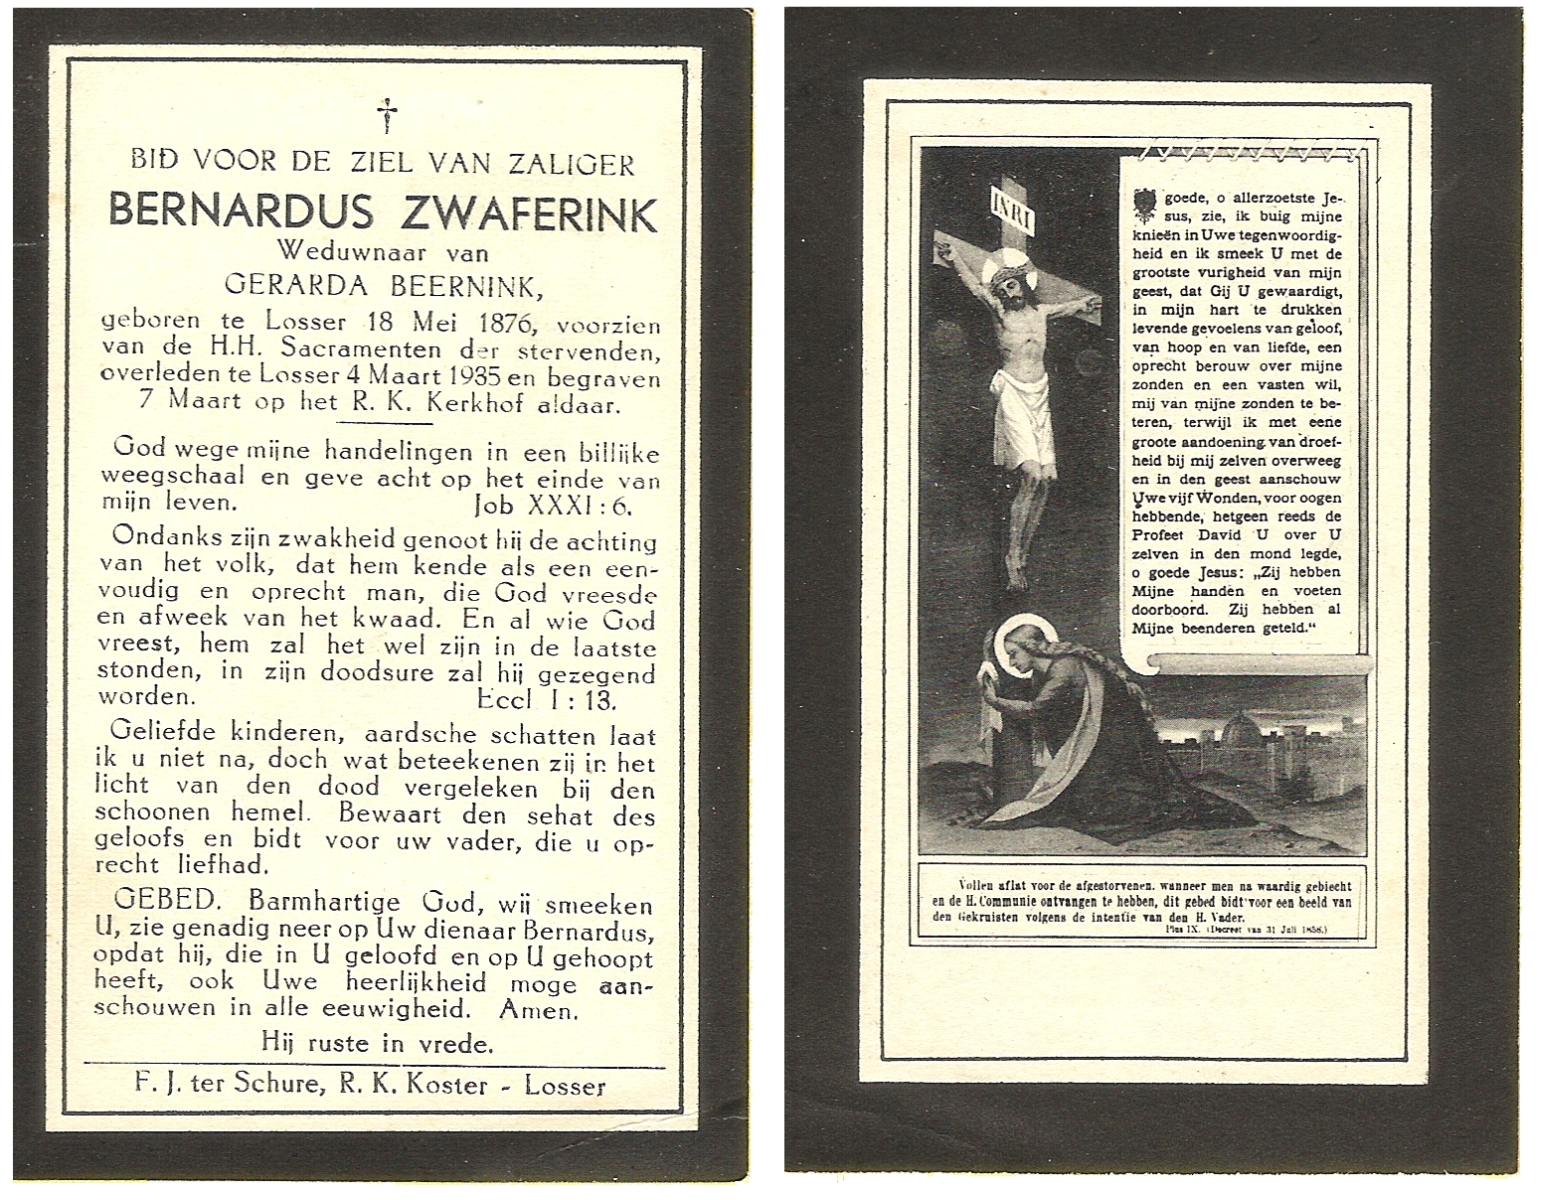 BID VOOR DE ZIEL VAN ZALIGER
BERNARDUS ZWAFERINK
Weduwnaar van
GERARDA BEERNINK,
geboren te Losser 18 Mei 1876, voorzien
van de H.H. Sacramenten der stervenden,
overleden te Losser 4 Maart 1935 en begraven
7 Maart op het R. K. Kerkhof aldaar.
God wege mijne handelingen in een billijke
weegschaal en geve acht op het einde van
mijn leven. Job XXXI : 6.
Ondanks zijn zwakheid genoot hij de achting
van het volk, dat hem kende als een een-
voudig en oprecht man, die God vreesde
en afweek van het kwaad. En al wie God
vreest, hem zal het wel zijn in de laatste
stonden, in zijn doodsure zal hij gezegend
worden. Eccl I : 13.
Geliefde kinderen, aardsche schatten laat
ik u niet na, doch wat beteekenen zij in het
licht van den dood vergeleken bij den
schoonen hemel. Bewaart den sehat des
geloofs en bidt voor uw vader, die u op-
recht liefhad.
GEBED. Barmhartige God, wij smeeken
U, zie genadig neer op Uw dienaar Bernardus,
opdat hij, die in U geloofd en op U gehoopt
heeft, ook Uwe heerlijkheid moge aan-
schouwen in alle eeuwigheid. Amen.
Hij ruste in vrede.
F. J. ter Schure, R. K. Koster - Losser
INRI
goede, o allerzoetste Je-
sus, zie, ik buig mijne
knieën in Uwe tegenwoordig-
heid en ik smeek U met de
grootste vurigheid van mijn
geest, dat Gij U gewaardigt,
in mijn hart te drukken
levende gevoelens van geloof,
van hoop en van liefde, een
oprecht berouw over mijne
zonden en een vasten wil,
mij van mijne zonden te be-
teren, terwijl ik met eene
groote aandoening van droef-
heid bij mij zelven overweeg
en in den geest aanschouw
Uwe vijf Wonden, voor oogen
hebbende, hetgeen reeds de
Profeet David U over U
zelven in den mond legde,
o goede Jesus: „Zij hebben
Mijne handen en voeten
doorboord. Zij hebben al
Mijne beenderen geteld."
Vollen aflat voor de afgestorvenen, wanneer men na waardig gebiecht
en de H. Communie ontvangen te hebben, dit gebed bidt voor een beeld van
den Gekruisten volgens de intentie van den H. Vader.
Pius IX. (Decreet van 31 Juli 1858.)